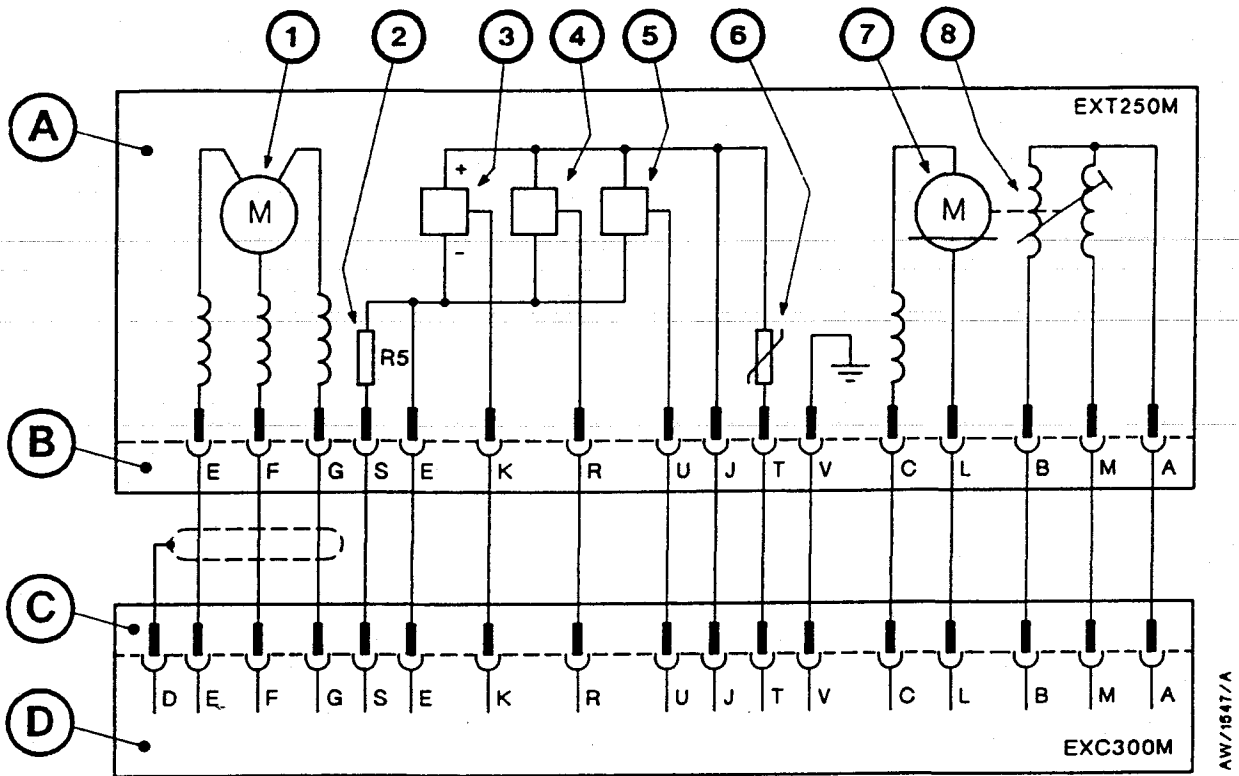 1 2 3 4 5 6 7 8
A
EXT250M
M
+
-
M
R5
B
E F G S E K R U J T V C L B M A
C
D E F G S E K R U J T V C L B M A
D
EXC300M
AW/1547/A